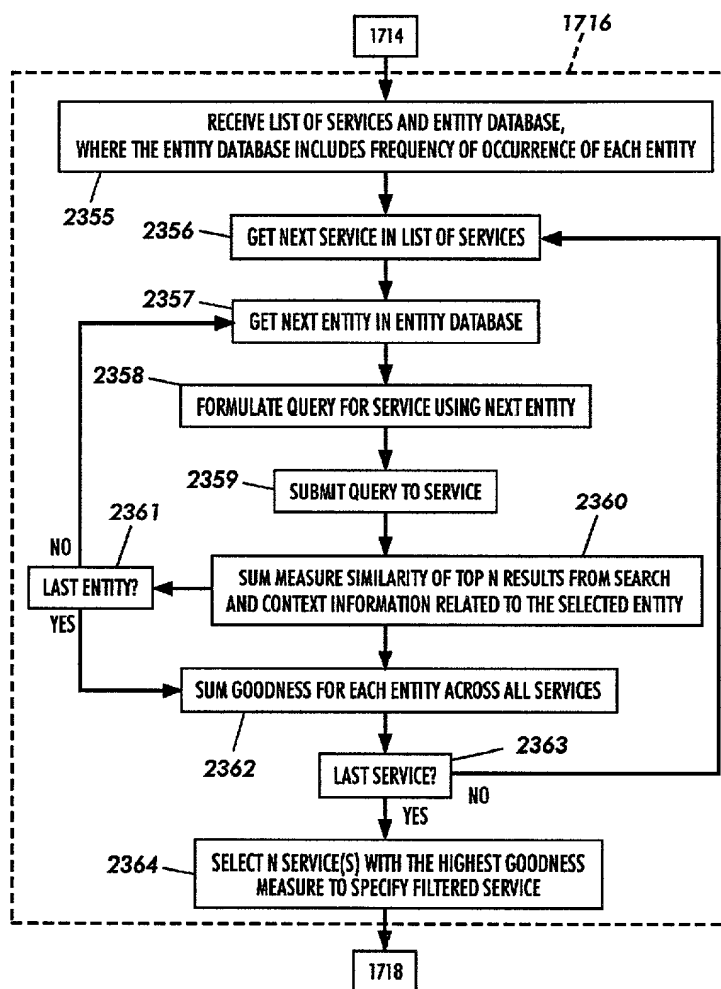 1714
1716
RECEIVE LIST OF SERVICES AND ENTITY DATABASE,
WHERE THE ENTITY DATABASE INCLUDES FREQUENCY OF OCCURRENCE OF EACH ENTITY
2355
2356
GET NEXT SERVICE IN LIST OF SERVICES
2357
GET NEXT ENTITY IN ENTITY DATABASE
2358
FORMULATE QUERY FOR SERVICE USING NEXT ENTITY
2359
SUBMIT QUERY TO SERVICE
2360
2361
NO
LAST ENTITY?
YES
SUM MEASURE SIMILARITY OF TOP N RESULTS FROM SEARCH
AND CONTEXT INFORMATION RELATED TO THE SELECTED ENTITY
SUM GOODNESS FOR EACH ENTITY ACROSS ALL SERVICES
2362
2363
LAST SERVICE?
NO
YES
2364
SELECT N SERVICE(S) WITH THE HIGHEST GOODNESS
MEASURE TO SPECIFY FILTERED SERVICE
1718